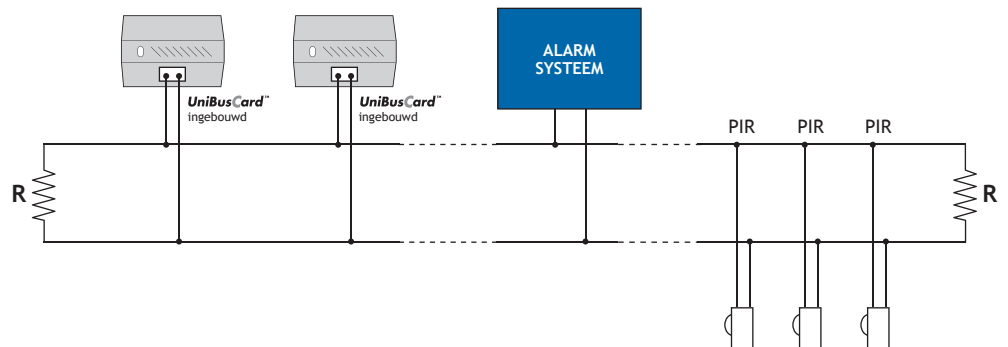 ALARM
SYSTEEM
UniBusCard™
ingebouwd
UniBusCard™
ingebouwd
PIR PIR PIR
R
R